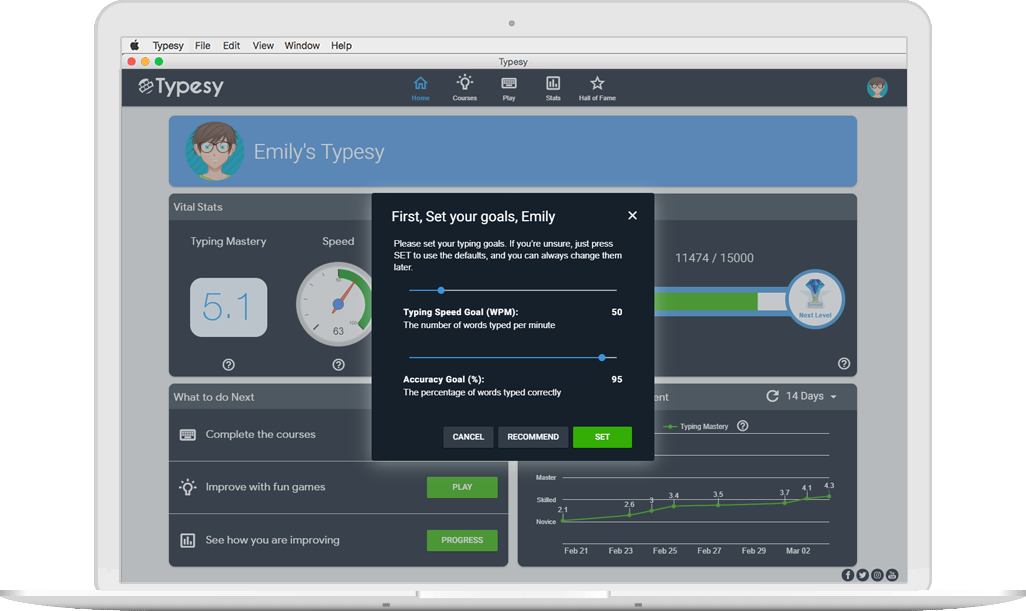 Typesy File Edit View Window Help
Typesy
Typesy
Home
Courses
Play
Stats
Hall of Fame
Emily's Typesy
Vital Stats
Typing Mastery
Speed
5.1
63
100
11474 / 15000
Next Level
First, Set your goals, Emily
Please set your typing goals. If you're unsure, just press
SET to use the defaults, and you can always change them
later.
Typing Speed Goal (WPM): 50
The number of words typed per minute
Accuracy Goal (%): 95
The percentage of words typed correctly
CANCEL
RECOMMEND
SET
What to do Next
Complete the courses
Improve with fun games
PLAY
See how you are improving
PROGRESS
ent
14 Days
Typing Mastery
Master
Skilled
Novice
2.1
2.6
3
3.4
3.5
3.7
4.1
4.3
Feb 21
Feb 23
Feb 25
Feb 27
Feb 29
Mar 02